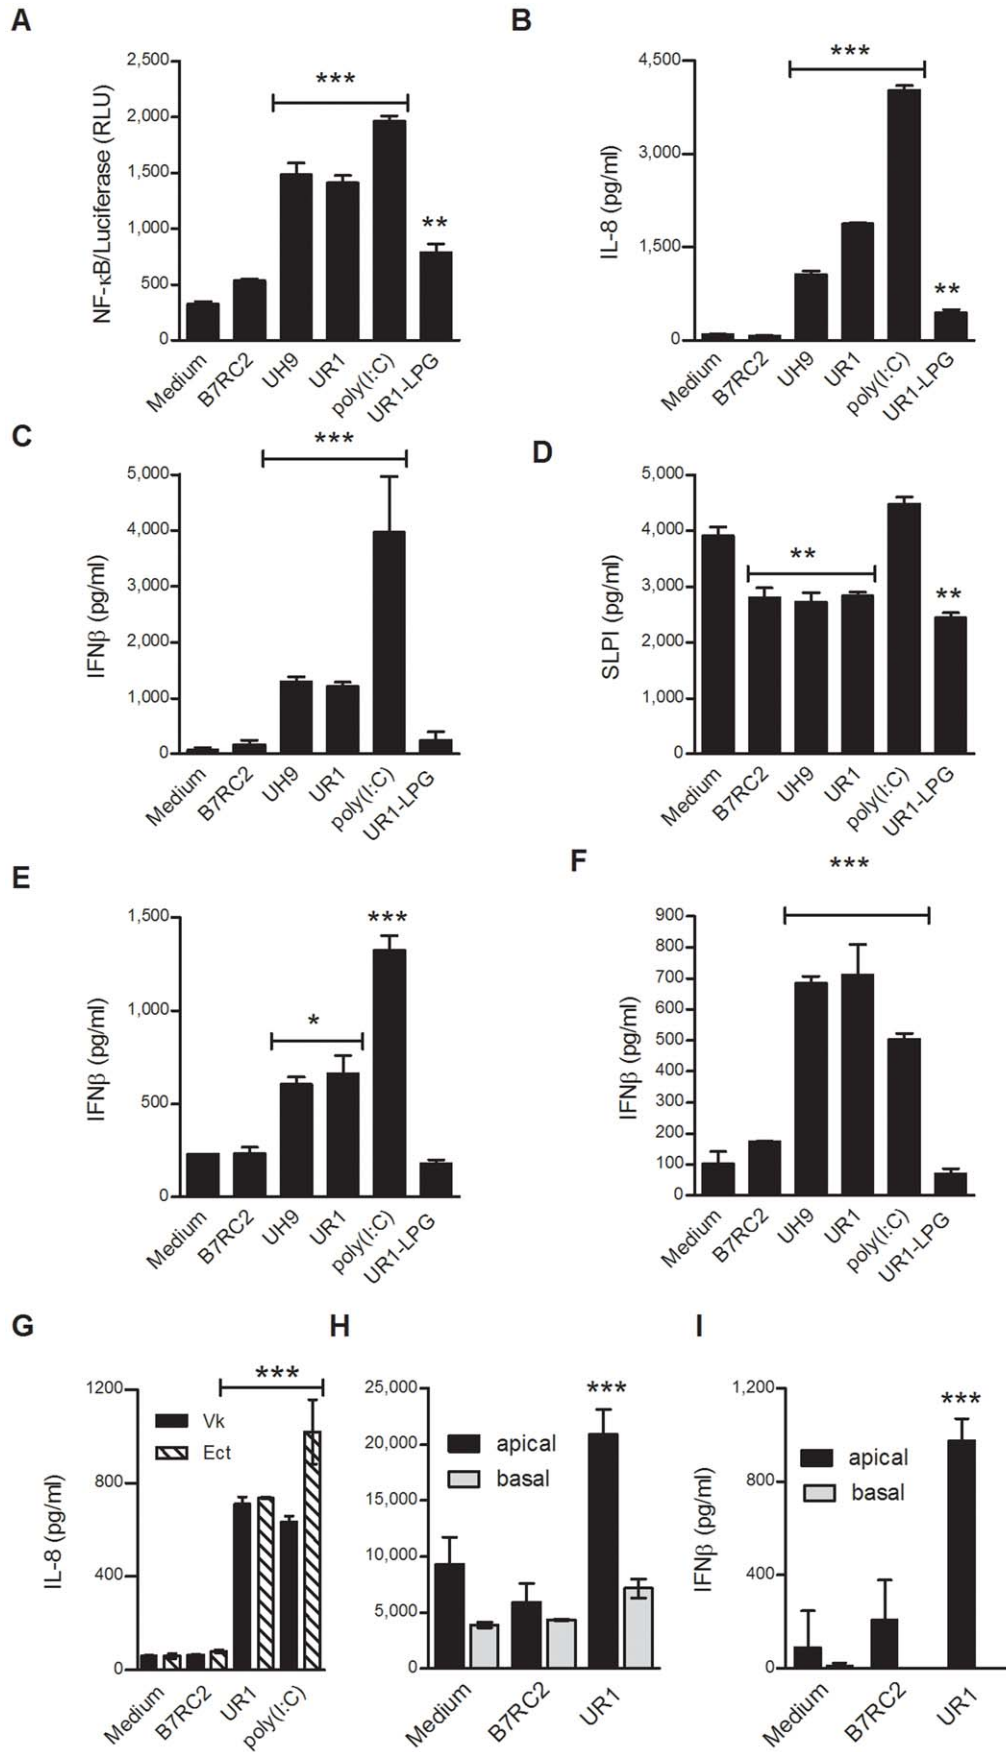 A
NF-κB/Luciferase (RLU)
2,500
2,000
1,500
1,000
500
0
***
**
Medium
B7RC2
UH9
UR1
poly(I:C)
UR1-LPG
B
IL-8 (pg/ml)
4,500
3,000
1,500
0
***
**
Medium
B7RC2
UH9
UR1
poly(I:C)
UR1-LPG
C
IFNβ (pg/ml)
5,000
4,000
3,000
2,000
1,000
0
***
Medium
B7RC2
UH9
UR1
poly(I:C)
UR1-LPG
D
SLPI (pg/ml)
5,000
4,000
3,000
2,000
1,000
0
**
**
Medium
B7RC2
UH9
UR1
poly(I:C)
UR1-LPG
E
IFNβ (pg/ml)
1,500
1,000
500
0
*
***
Medium
B7RC2
UH9
UR1
poly(I:C)
UR1-LPG
F
IFNβ (pg/ml)
900
800
700
600
500
400
300
200
100
0
***
Medium
B7RC2
UH9
UR1
poly(I:C)
UR1-LPG
G
IL-8 (pg/ml)
1200
800
400
0
***
Vk
Ect
Medium
B7RC2
UR1
poly(I:C)
H
25,000
20,000
15,000
10,000
5,000
0
***
apical
basal
Medium
B7RC2
UR1
I
IFNβ (pg/ml)
1,200
800
400
0
***
apical
basal
Medium
B7RC2
UR1